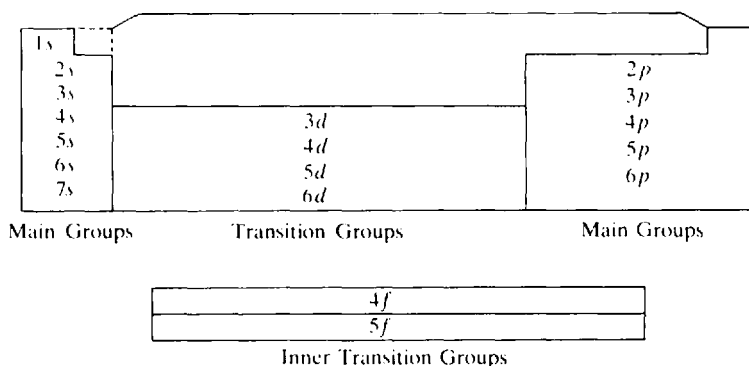 1s
2s 2p
3s 3p
4s 3d 4p
5s 4d 5p
6s 5d 6p
7s 6d
Main Groups Transition Groups Main Groups
4f
5f
Inner Transition Groups